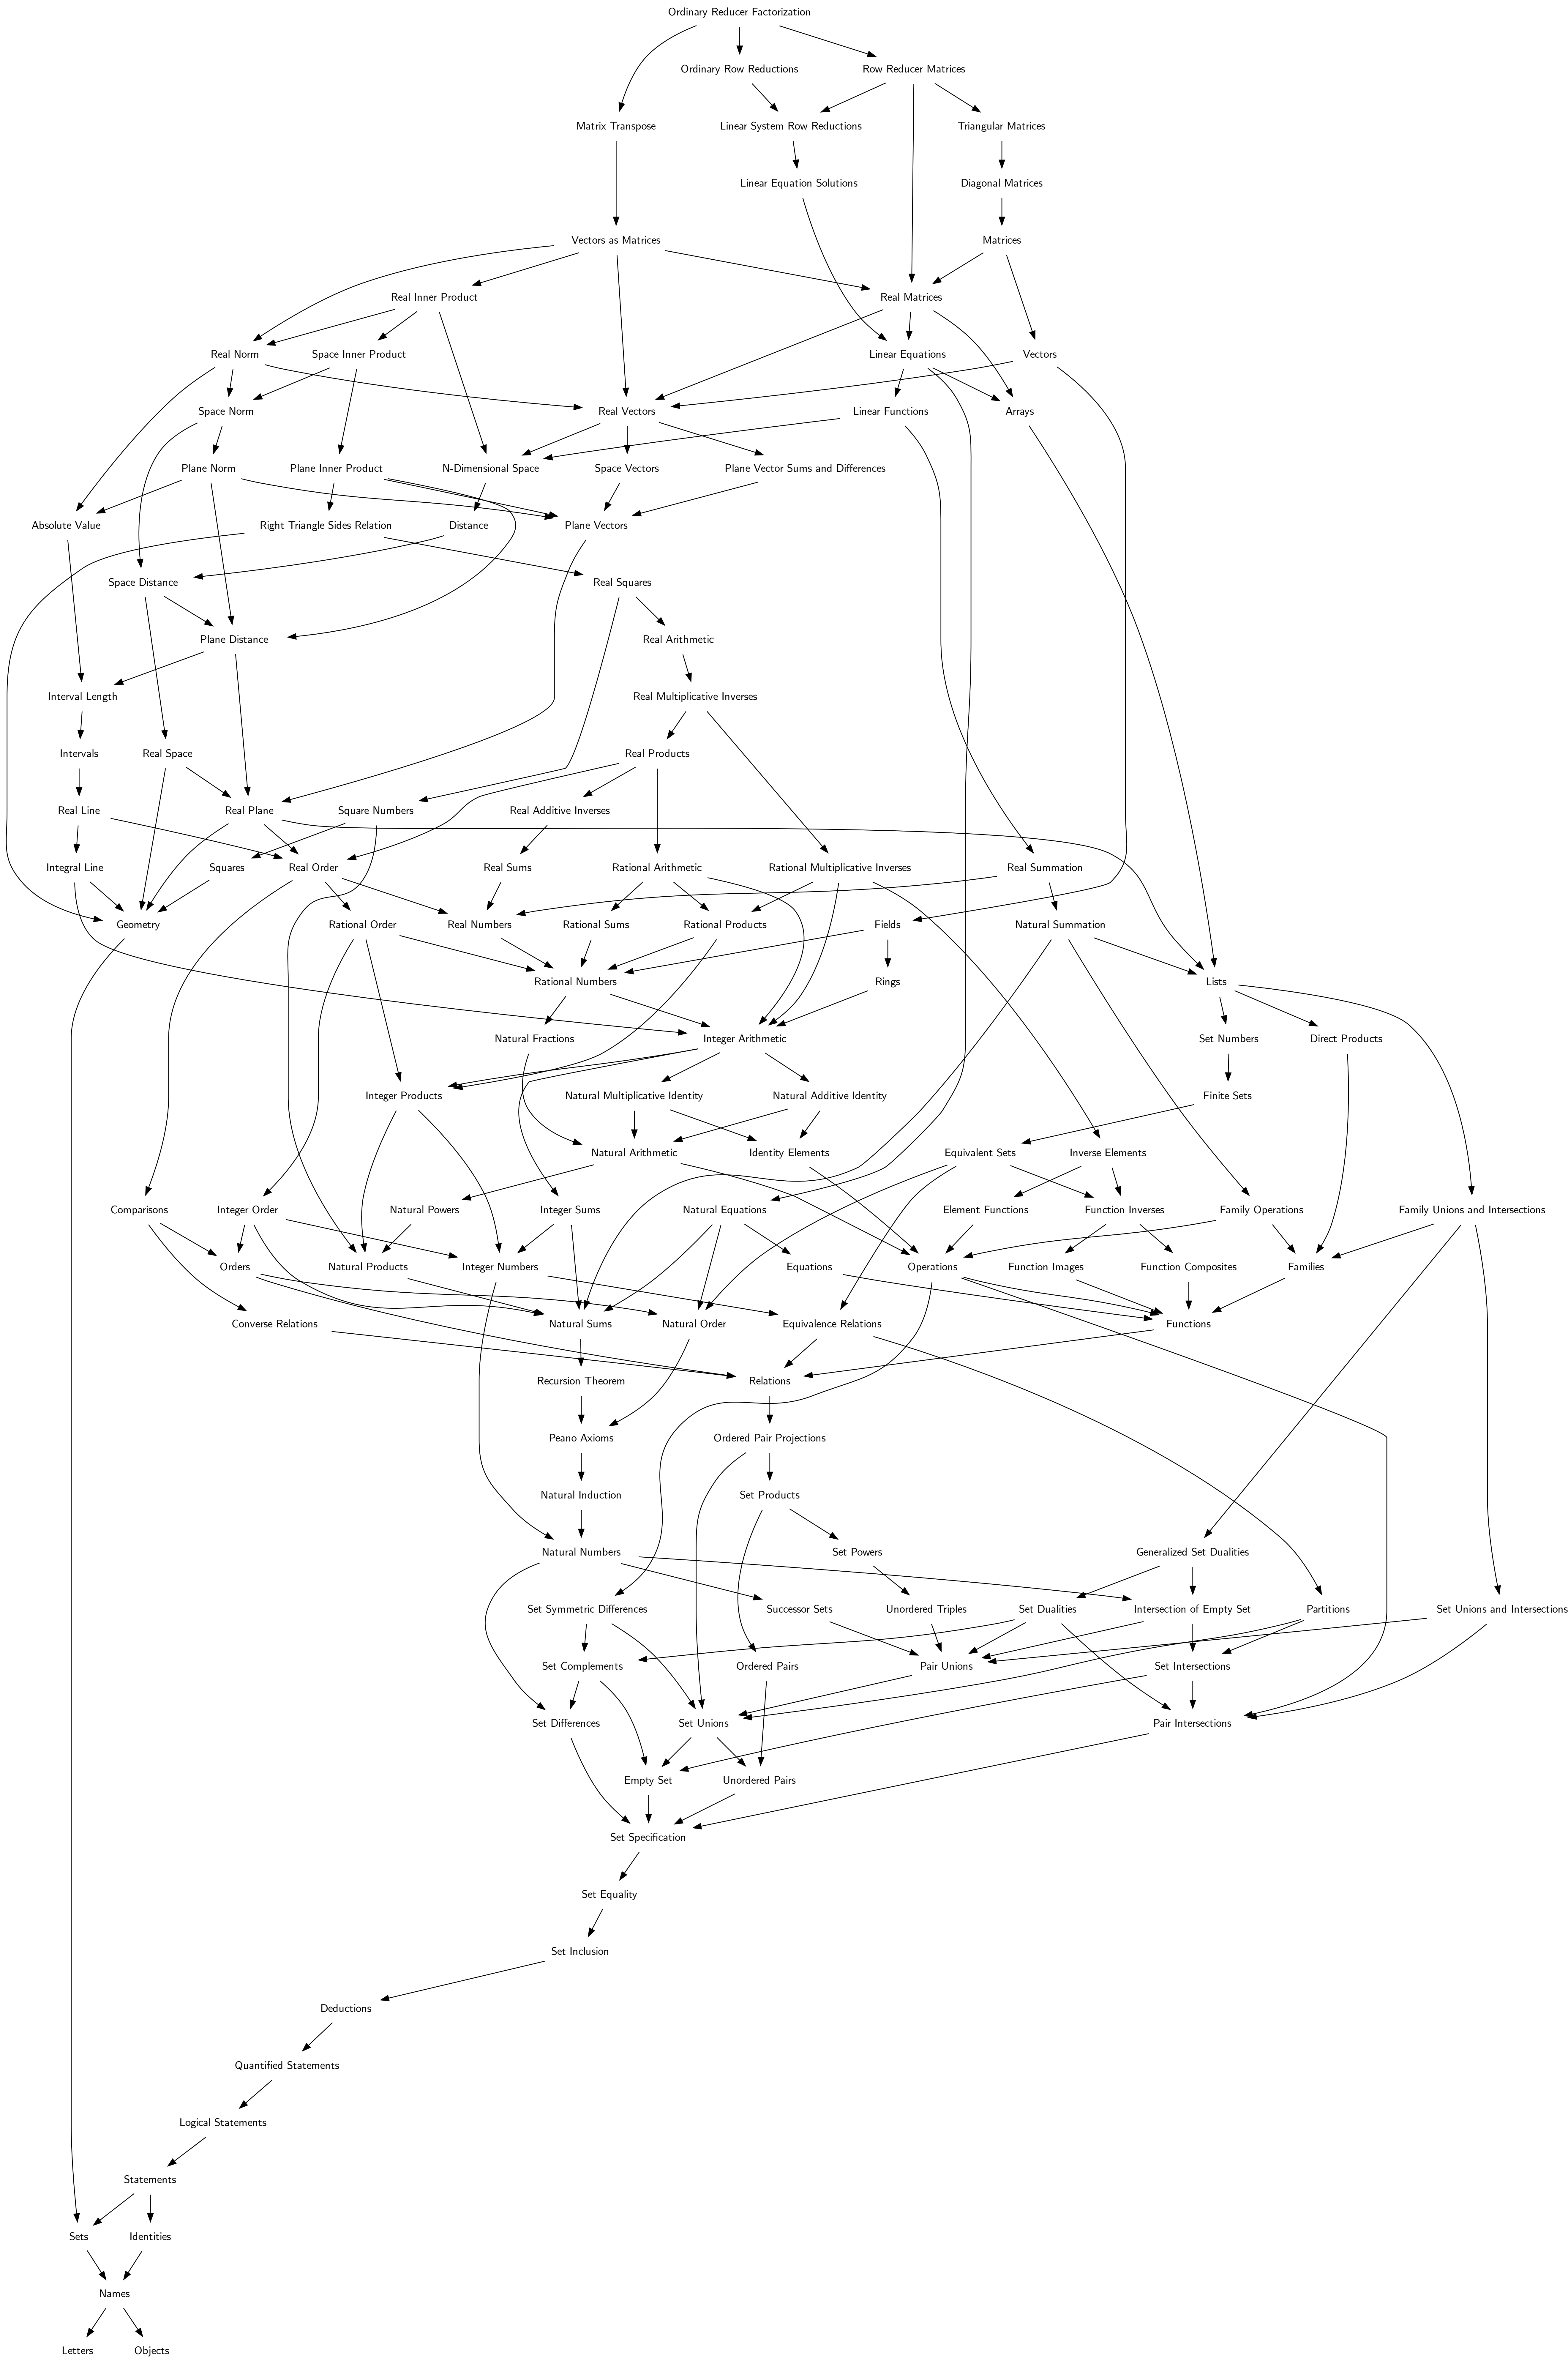 Ordinary Reducer Factorization
Ordinary Row Reductions
Row Reducer Matrices
Matrix Transpose
Linear System Row Reductions
Triangular Matrices
Linear Equation Solutions
Diagonal Matrices
Vectors as Matrices
Matrices
Real Inner Product
Real Matrices
Real Norm
Space Inner Product
Linear Equations
Vectors
Space Norm
Real Vectors
Linear Functions
Arrays
Plane Norm
Plane Inner Product
N-Dimensional Space
Space Vectors
Plane Vector Sums and Differences
Absolute Value
Right Triangle Sides Relation
Distance
Plane Vectors
Space Distance
Real Squares
Plane Distance
Real Arithmetic
Interval Length
Real Multiplicative Inverses
Intervals
Real Space
Real Products
Real Line
Real Plane
Square Numbers
Real Additive Inverses
Integral Line
Squares
Real Order
Real Sums
Rational Arithmetic
Rational Multiplicative Inverses
Real Summation
Geometry
Rational Order
Real Numbers
Rational Sums
Rational Products
Fields
Natural Summation
Rational Numbers
Rings
Lists
Natural Fractions
Integer Arithmetic
Set Numbers
Direct Products
Integer Products
Natural Multiplicative Identity
Natural Additive Identity
Finite Sets
Natural Arithmetic
Identity Elements
Equivalent Sets
Inverse Elements
Comparisons
Integer Order
Natural Powers
Integer Sums
Natural Equations
Element Functions
Function Inverses
Family Operations
Family Unions and Intersections
Orders
Natural Products
Integer Numbers
Equations
Operations
Function Images
Function Composites
Families
Converse Relations
Natural Sums
Natural Order
Equivalence Relations
Functions
Recursion Theorem
Relations
Peano Axioms
Ordered Pair Projections
Natural Induction
Set Products
Natural Numbers
Set Powers
Generalized Set Dualities
Set Symmetric Differences
Successor Sets
Unordered Triples
Set Dualities
Intersection of Empty Set
Partitions
Set Unions and Intersections
Set Complements
Ordered Pairs
Pair Unions
Set Intersections
Set Differences
Set Unions
Pair Intersections
Empty Set
Unordered Pairs
Set Specification
Set Equality
Set Inclusion
Deductions
Quantified Statements
Logical Statements
Statements
Sets
Identities
Names
Letters
Objects